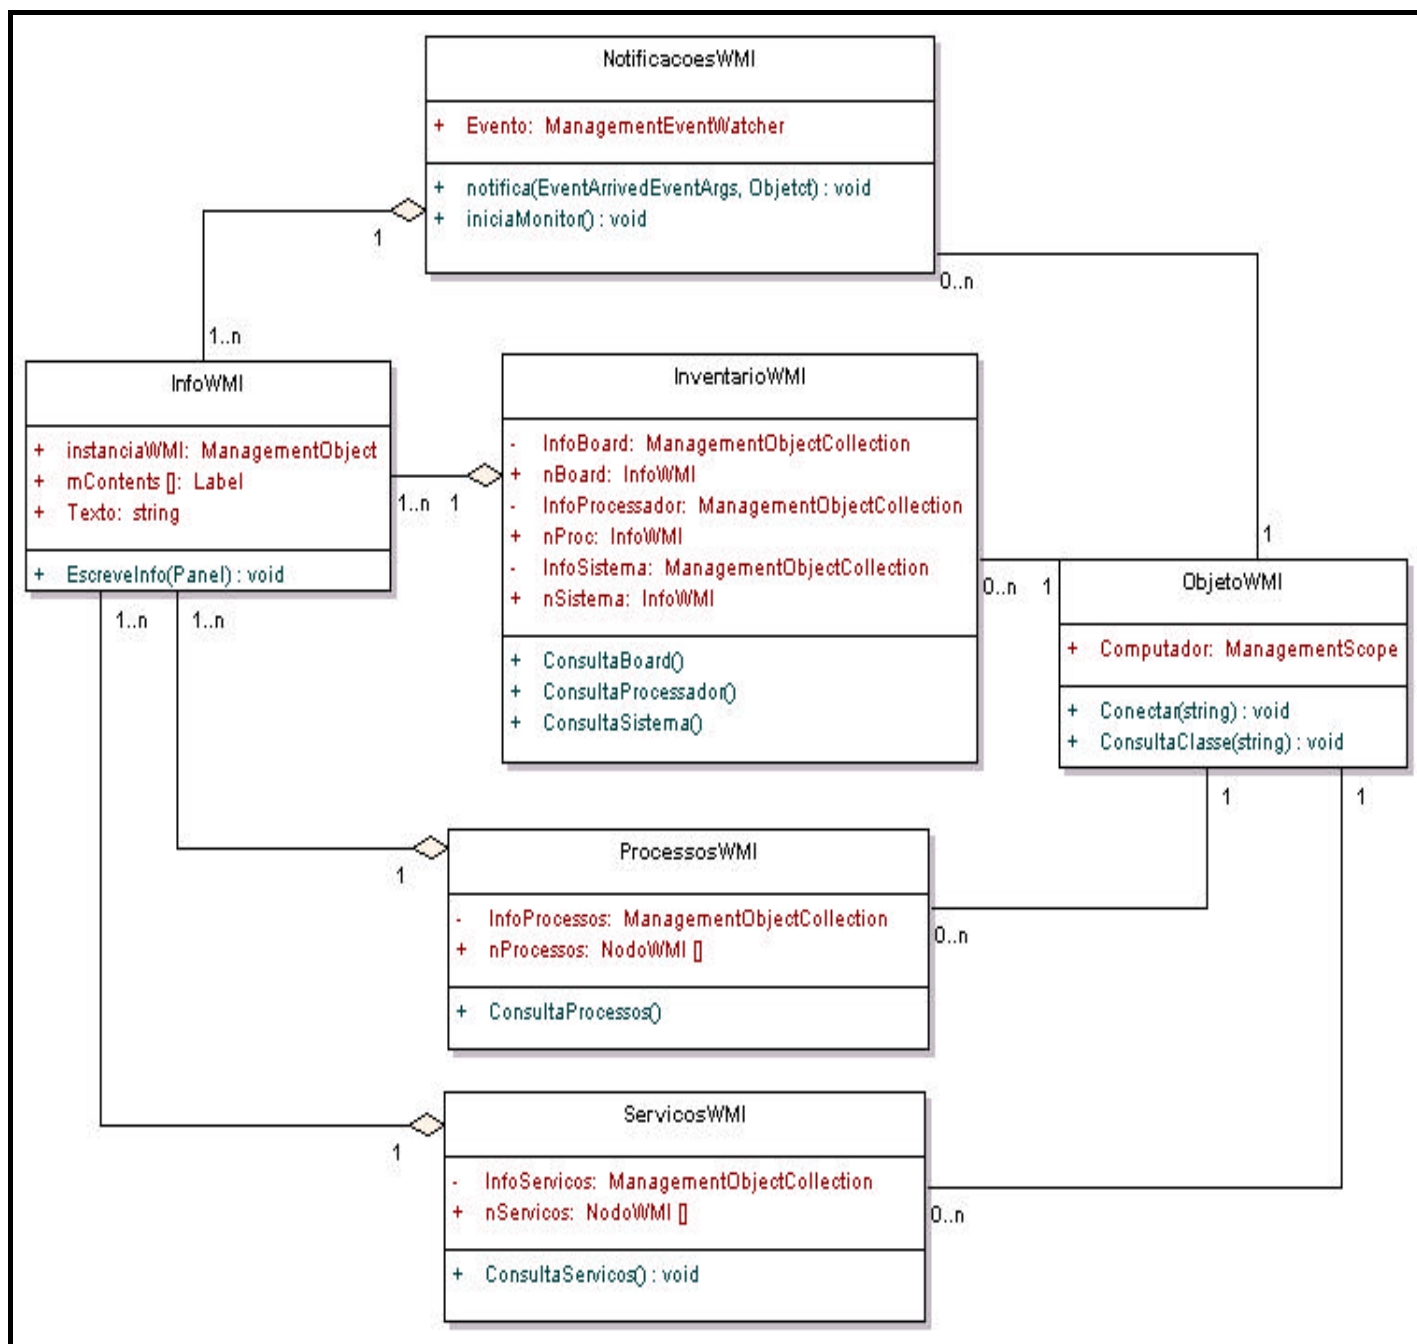 NotificacoesWMI
+ Evento: ManagementEventWatcher
+ notifica(EventArrivedEventArgs, Objetct) : void
+ iniciaMonitor() : void
1
0..n
1..n
InfoWMI
+ instanciaWMI: ManagementObject
+ mContents []: Label
+ Texto: string
+ EscreveInfo(Panel) : void
1..n 1
1..n
1..n
InventarioWMI
- InfoBoard: ManagementObjectCollection
+ nBoard: InfoWMI
- InfoProcessador: ManagementObjectCollection
+ nProc: InfoWMI
- InfoSistema: ManagementObjectCollection
+ nSistema: InfoWMI
+ ConsultaBoard()
+ ConsultaProcessador()
+ ConsultaSistema()
1
0..n 1
ObjetoWMI
+ Computador: ManagementScope
+ Conectar(string) : void
+ ConsultaClasse(string) : void
1
1
ProcessosWMI
- InfoProcessos: ManagementObjectCollection
+ nProcessos: NodoWMI []
+ ConsultaProcessos()
1
0..n
ServicosWMI
- InfoServicos: ManagementObjectCollection
+ nServicos: NodoWMI []
+ ConsultaServicos() : void
1
0..n